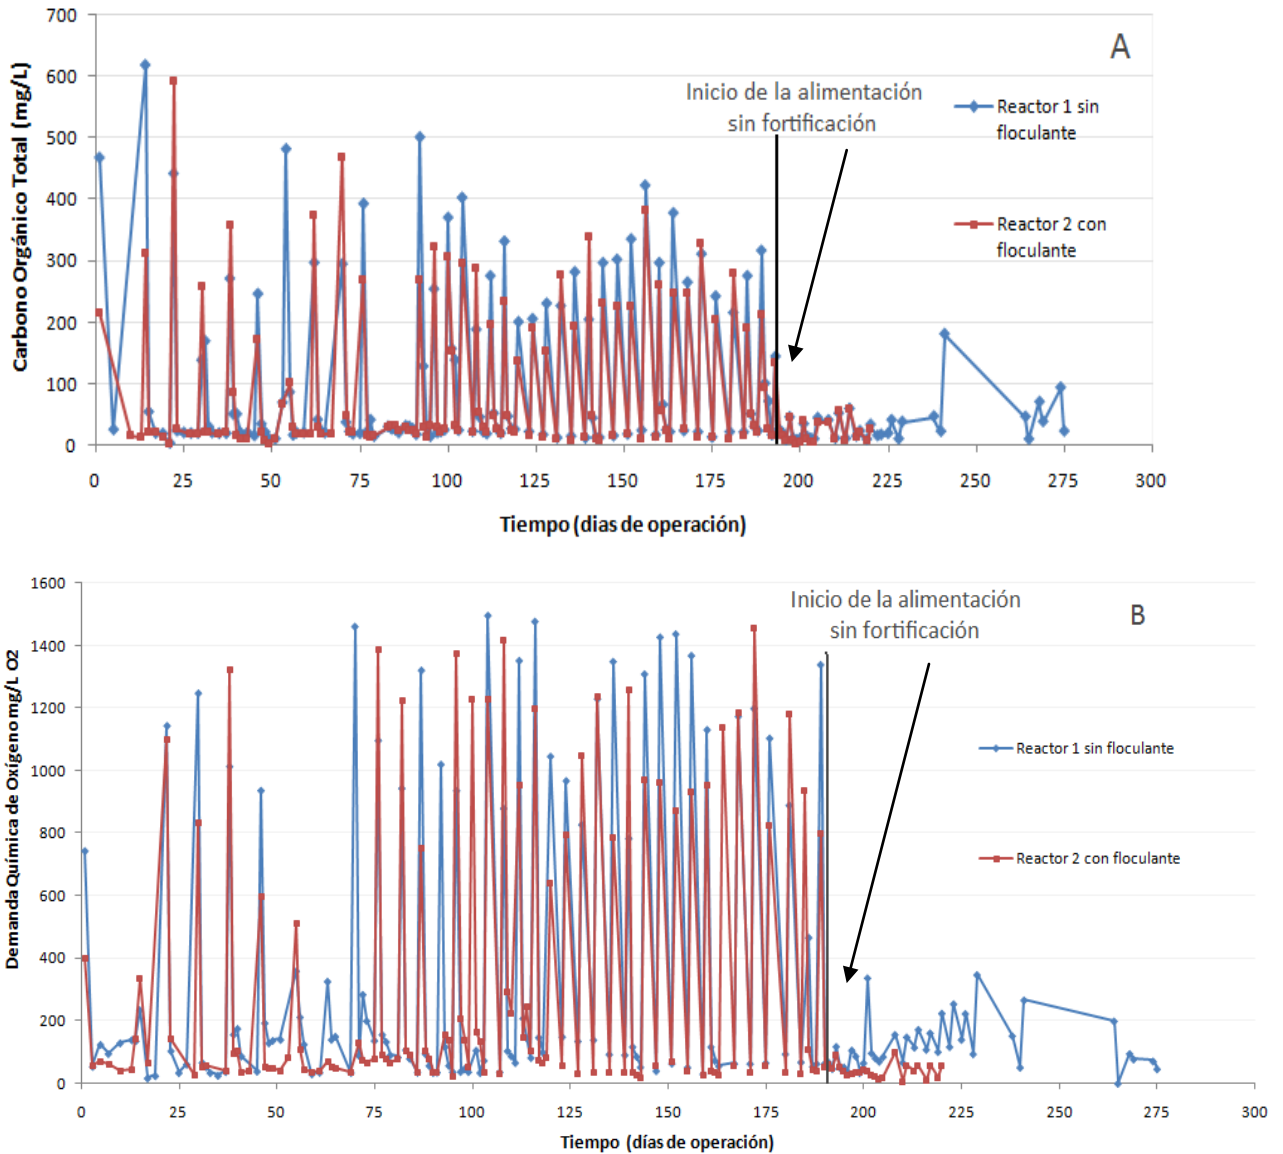 700
600
500
400
300
200
100
0
Carbono Orgánico Total (mg/L)
A
Inicio de la alimentación
sin fortificación
Reactor 1 sin
floculante
Reactor 2 con
floculante
0 25 50 75 100 125 150 175 200 225 250 275 300
Tiempo (dias de operación)
1600
1400
1200
1000
800
600
400
200
0
Demanda Química de Oxígeno mg/L O2
B
Inicio de la alimentación
sin fortificación
Reactor 1 sin floculante
Reactor 2 con floculante
0 25 50 75 100 125 150 175 200 225 250 275 300
Tiempo (días de operación)